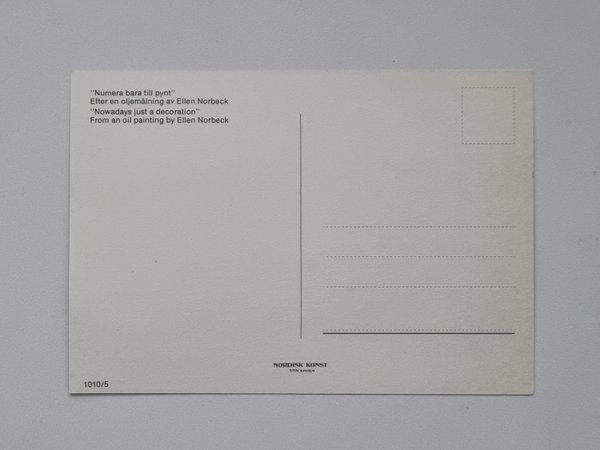 "Numera bara till pynt"
Efter en oljemålning av Ellen Norbeck
"Nowadays just a decoration"
From an oil painting by Ellen Norbeck
NORDISK KONST
STOCKHOLM
1010/5